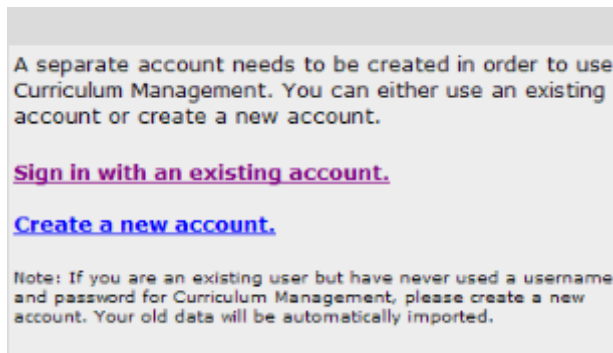 A separate account needs to be created in order to use
Curriculum Management. You can either use an existing
account or create a new account.
Sign in with an existing account.
Create a new account.
Note: If you are an existing user but have never used a username
and password for Curriculum Management, please create a new
account. Your old data will be automatically imported.